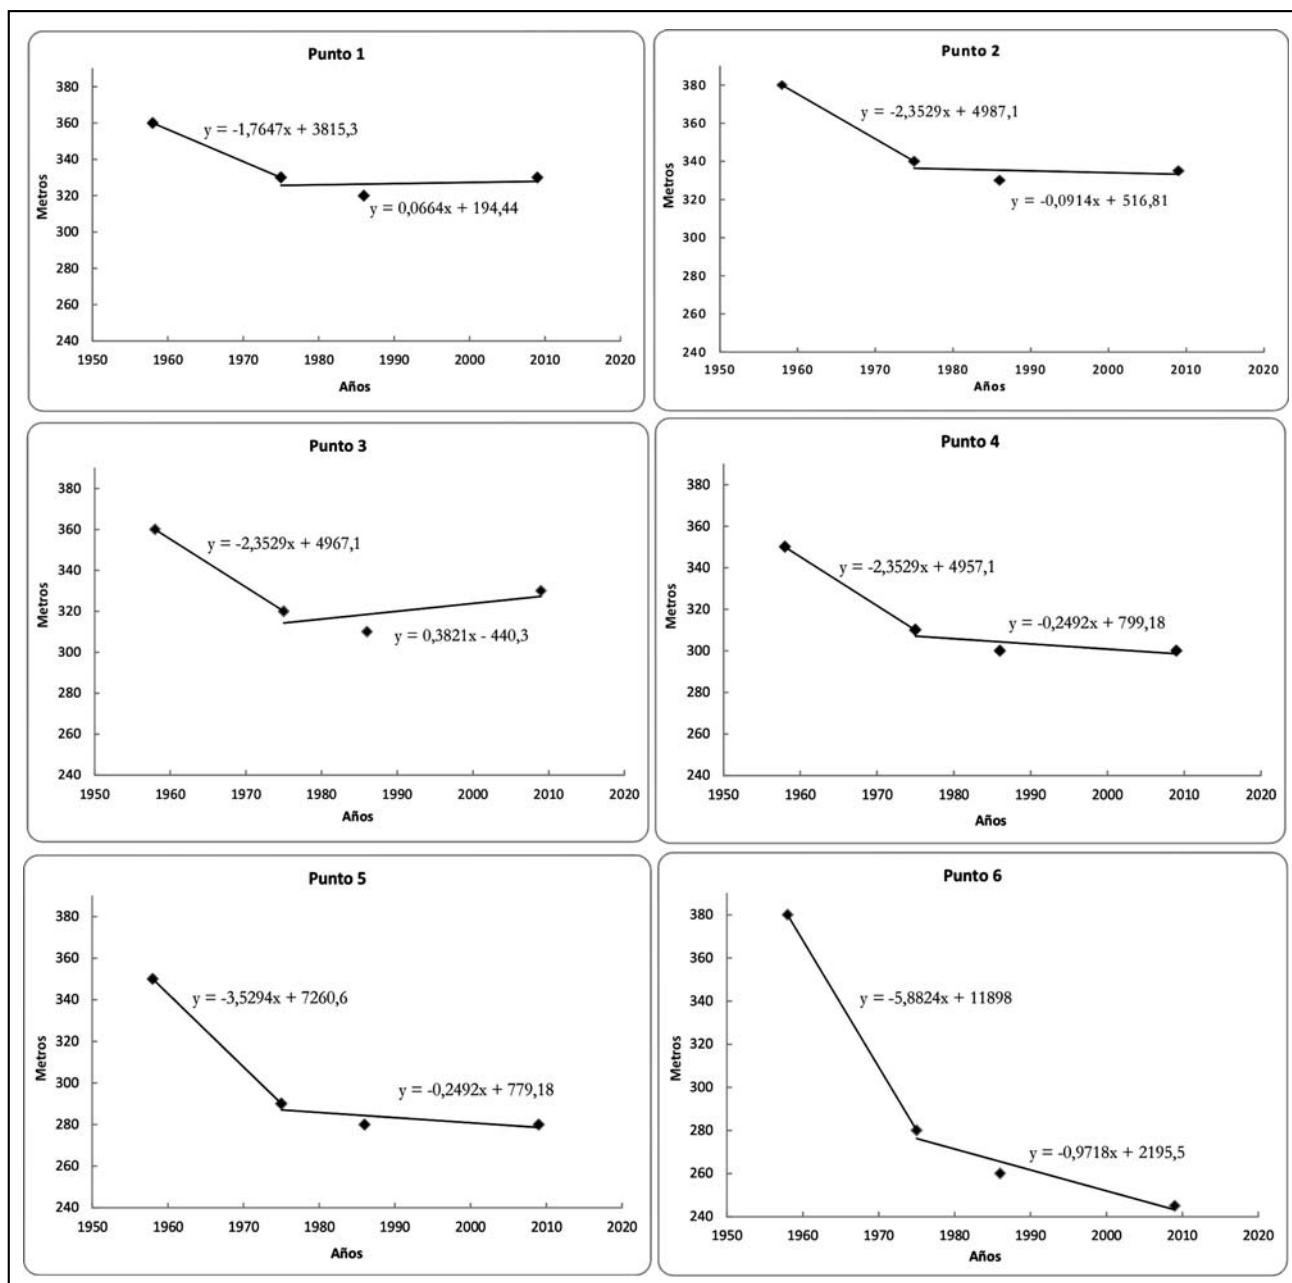 Punto 1
380
360
340
320
300
280
260
240
Metros
y = -1,7647x + 3815,3
y = 0,0664x + 194,44
1950 1960 1970 1980 1990 2000 2010 2020
Años
Punto 2
380
360
340
320
300
280
260
240
Metros
y = -2,3529x + 4987,1
y = -0,0914x + 516,81
1950 1960 1970 1980 1990 2000 2010 2020
Años
Punto 3
380
360
340
320
300
280
260
240
Metros
y = -2,3529x + 4967,1
y = 0,3821x - 440,3
1950 1960 1970 1980 1990 2000 2010 2020
Años
Punto 4
380
360
340
320
300
280
260
240
Metros
y = -2,3529x + 4957,1
y = -0,2492x + 799,18
1950 1960 1970 1980 1990 2000 2010 2020
Años
Punto 5
380
360
340
320
300
280
260
240
Metros
y = -3,5294x + 7260,6
y = -0,2492x + 779,18
1950 1960 1970 1980 1990 2000 2010 2020
Años
Punto 6
380
360
340
320
300
280
260
240
Metros
y = -5,8824x + 11898
y = -0,9718x + 2195,5
1950 1960 1970 1980 1990 2000 2010 2020
Años